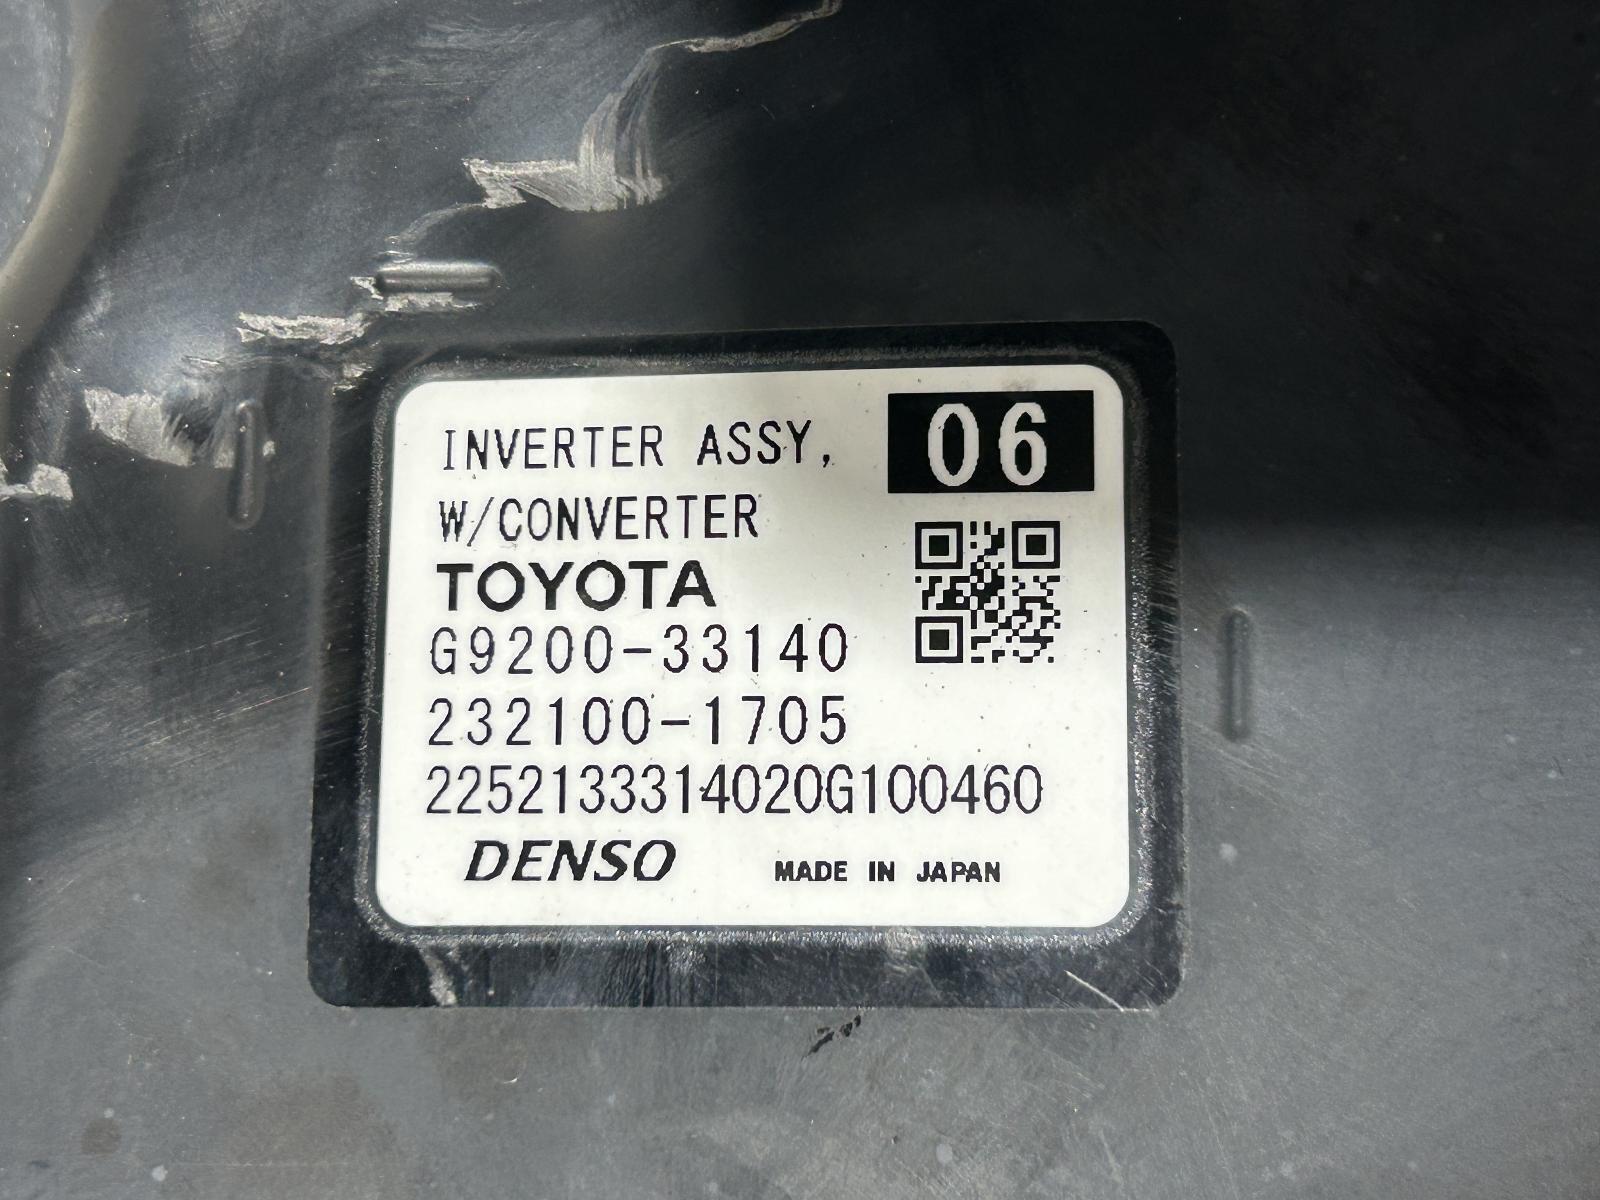 INVERTER ASSY,
06
W/CONVERTER
TOYOTA
G9200-33140
232100-1705
2252133314020G100460
DENSO
MADE IN JAPAN